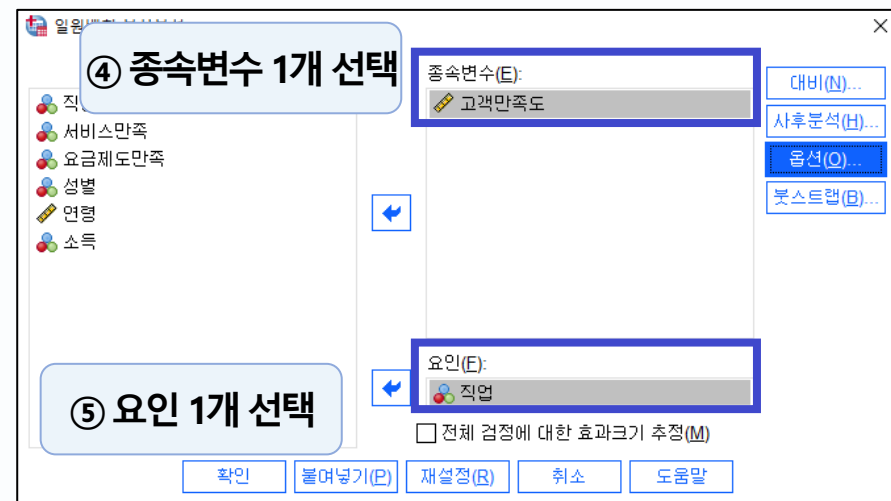 일원배
④ 종속변수 1개 선택
직
서비스만족
요금제도만족
성별
연령
소득
종속변수(E):
고객만족도
대비(N)...
사후분석(H)...
옵션(O)...
붓스트랩(B)...
⑤ 요인 1개 선택
요인(F):
직업
전체 검정에 대한 효과크기 추정(M)
확인
붙여넣기(P)
재설정(R)
취소
도움말